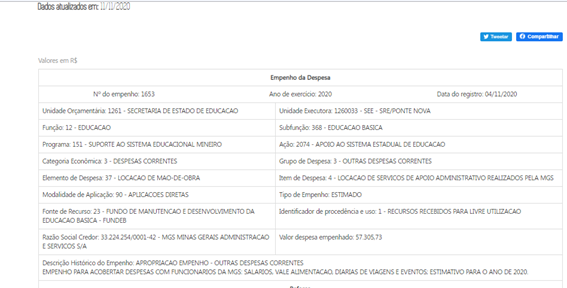 Dados atualizados em: 11/11/2020
Tweeter Compartilhar
Valores em R$
Empenho da Despesa
Nº do empenho: 1653 Ano de exercício: 2020 Data do registro: 04/11/2020
Unidade Orçamentária: 1261 - SECRETARIA DE ESTADO DE EDUCACAO Unidade Executora: 1260033 - SEE - SRE/PONTE NOVA
Função: 12 - EDUCACAO Subfunção: 368 - EDUCACAO BASICA
Programa: 151 - SUPORTE AO SISTEMA EDUCACIONAL MINEIRO Ação: 2074 - APOIO AO SISTEMA ESTADUAL DE EDUCACAO
Categoria Econômica: 3 - DESPESAS CORRENTES Grupo de Despesa: 3 - OUTRAS DESPESAS CORRENTES
Elemento de Despesa: 37 - LOCACAO DE MAO-DE-OBRA Item de Despesa: 4 - LOCACAO DE SERVICOS DE APOIO ADMINISTRATIVO REALIZADOS PELA MGS
Modalidade de Aplicação: 90 - APLICACOES DIRETAS Tipo de Empenho: ESTIMADO
Fonte de Recurso: 23 - FUNDO DE MANUTENCAO E DESENVOLVIMENTO DA Identificador de procedência e uso: 1 - RECURSOS RECEBIDOS PARA LIVRE UTILIZACAO
EDUCACAO BASICA - FUNDEB
Razão Social Credor: 33.224.254/0001-42 - MGS MINAS GERAIS ADMINISTRACAO Valor despesa empenhado: 57.305,73
E SERVICOS S/A
Descrição Histórico do Empenho: APROPRIACAO EMPENHO - OUTRAS DESPESAS CORRENTES
EMPENHO PARA ACOBERTAR DESPESAS COM FUNCIONARIOS DA MGS: SALARIOS, VALE ALIMENTACAO, DIARIAS DE VIAGENS E EVENTOS; ESTIMATIVO PARA O ANO DE 2020.